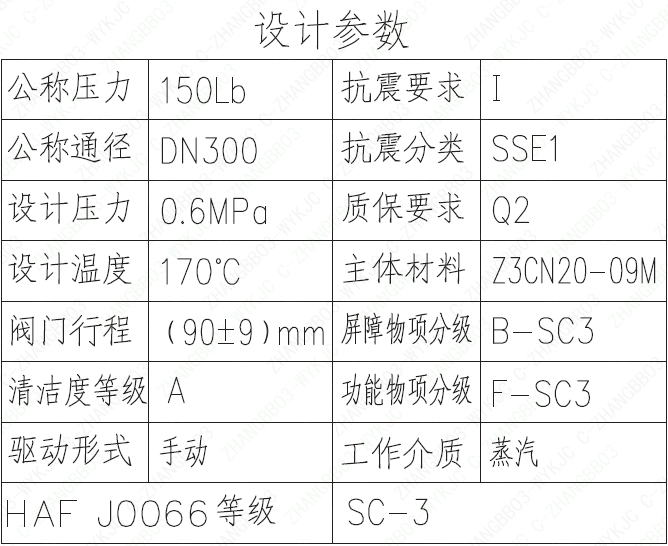 设计参数
公称压力 150Lb 抗震要求 I
公称通径 DN300 抗震分类 SSE1
设计压力 0.6MPa 质保要求 Q2
设计温度 170℃ 主体材料 Z3CN20-09M
阀门行程 (90±9)mm 屏障物项分级 B-SC3
清洁度等级 A 功能物项分级 F-SC3
驱动形式 手动 工作介质 蒸汽
HAF J0066等级 SC-3